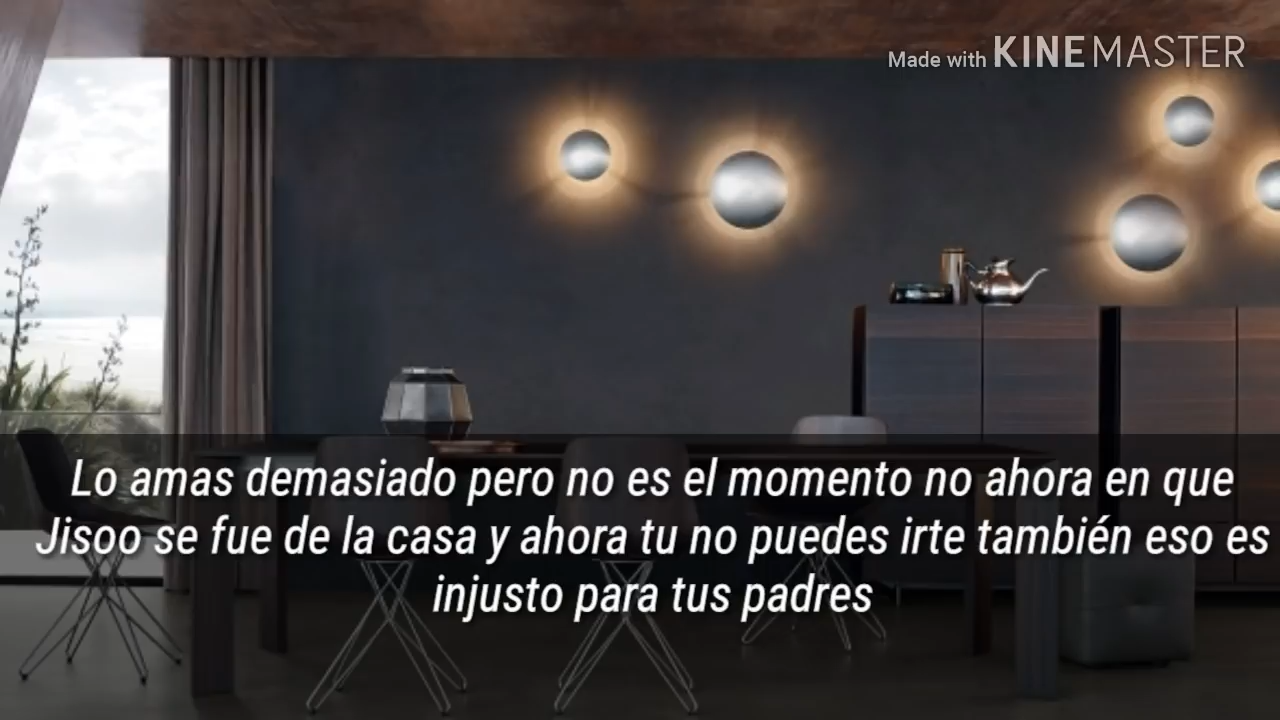 Made with KINEMASTER
Lo amas demasiado pero no es el momento no ahora en que
Jisoo se fue de la casa y ahora tu no puedes irte también eso es
injusto para tus padres